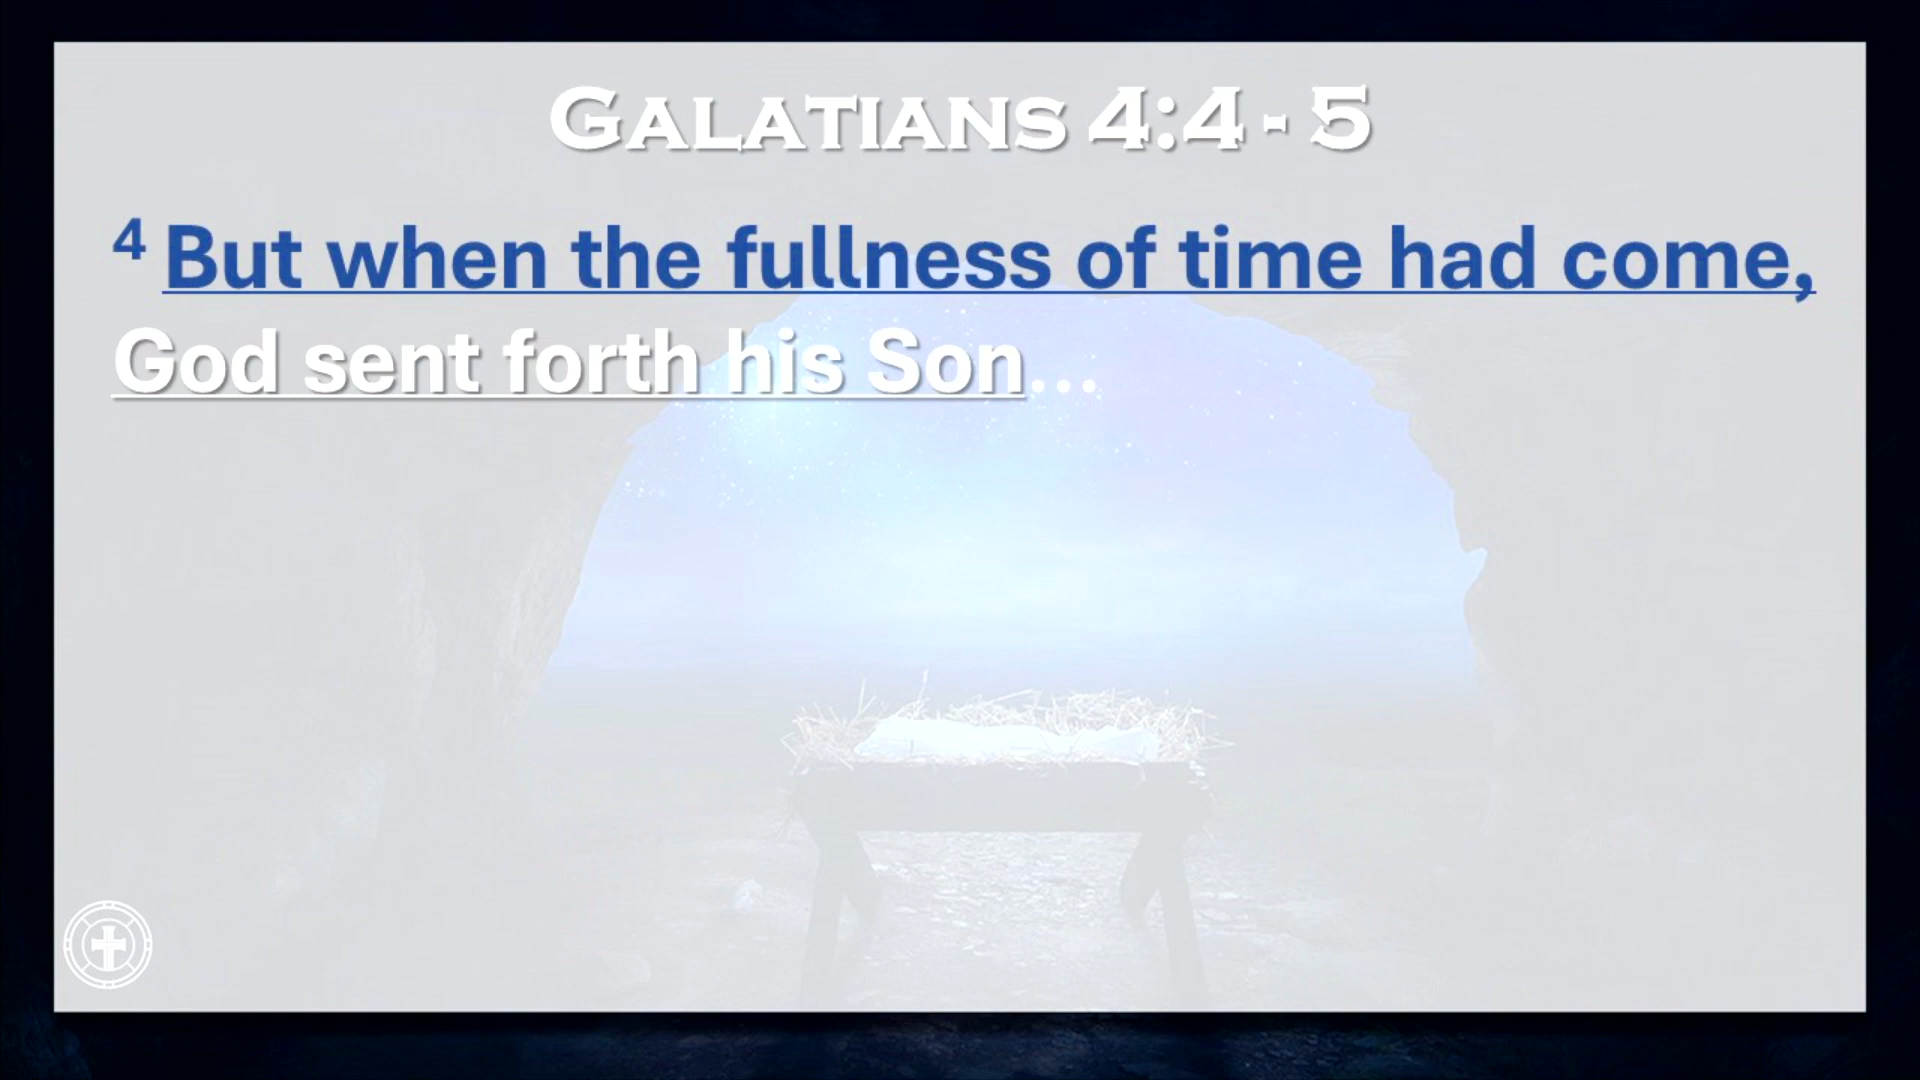 GALATIANS 4:4 - 5
4 But when the fullness of time had come,
God sent forth his Son...